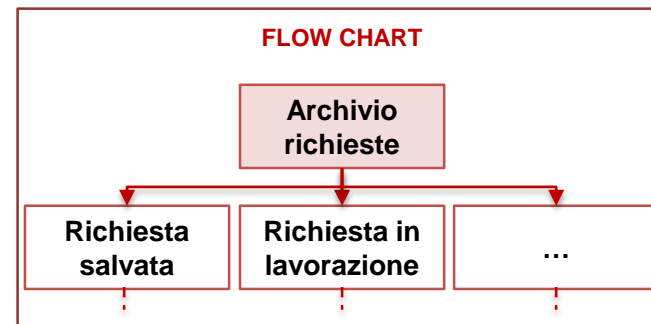 FLOW CHART
Archivio
richieste
Richiesta
salvata
Richiesta in
lavorazione
...